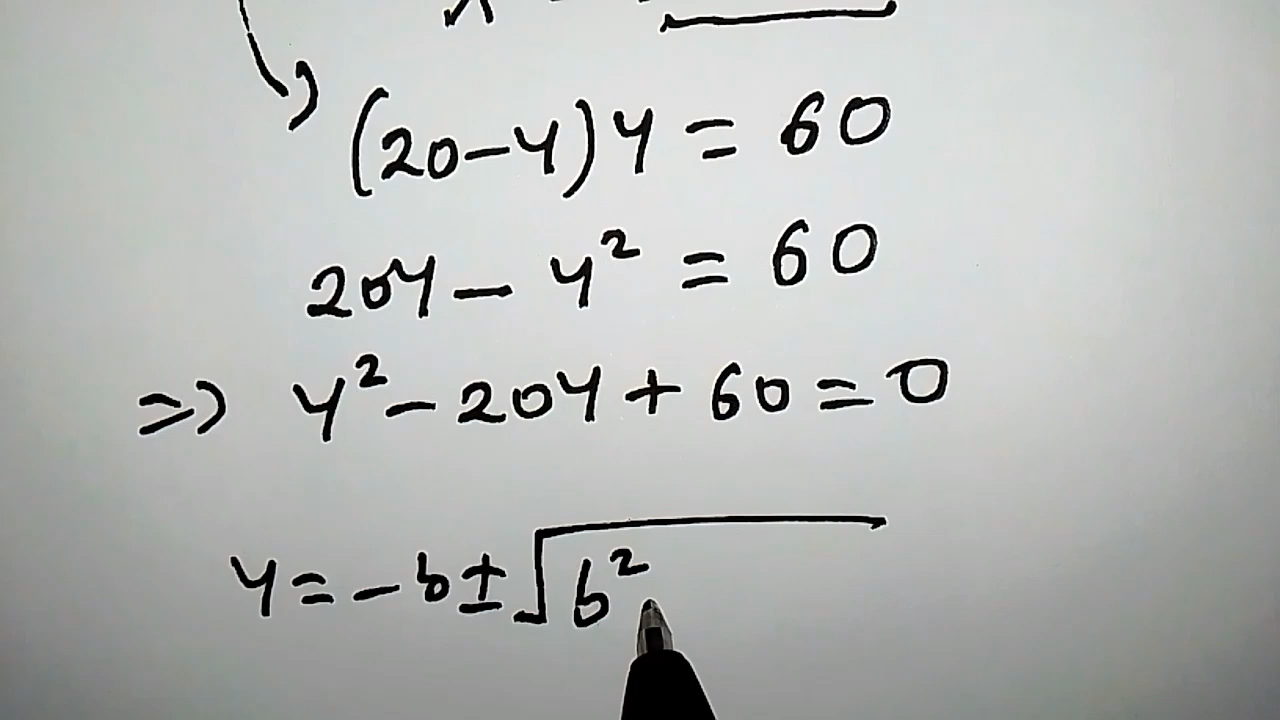 (20-y)y = 60
20y - y² = 60
=> y² - 20y + 60 = 0
y = -b ± √b²